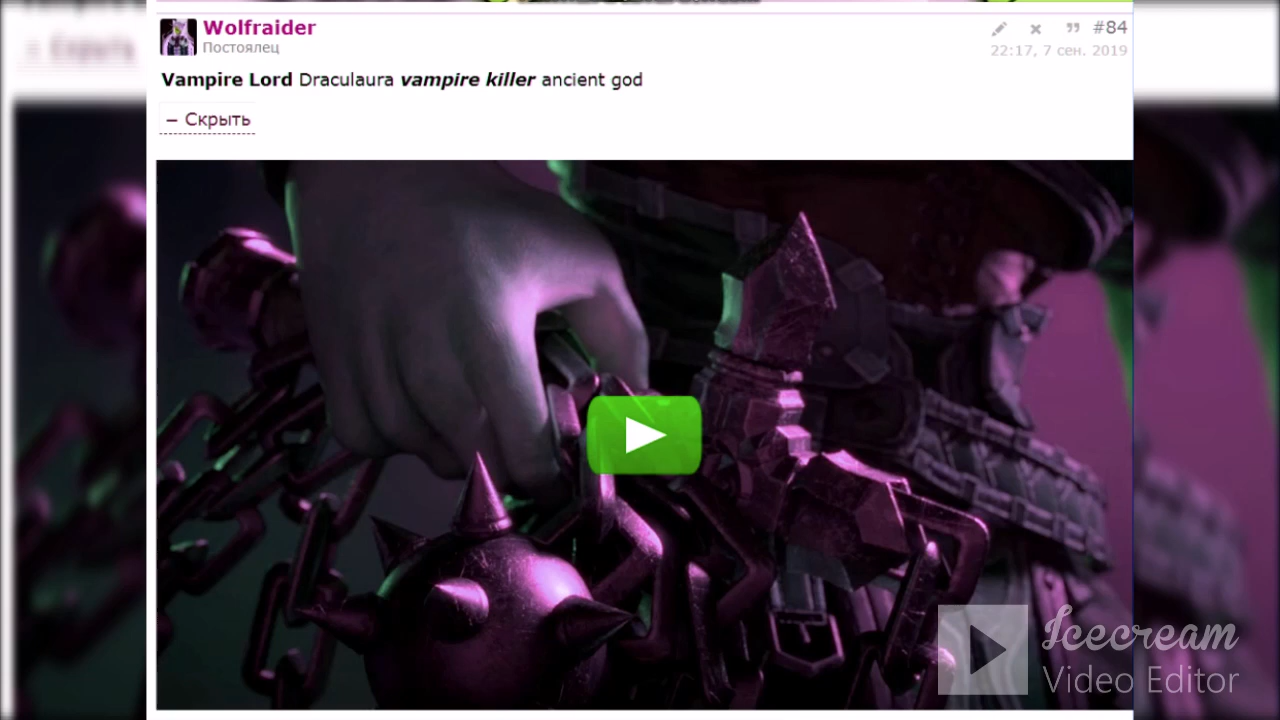 Wolfraider
#84
Постоялец
22:17, 7 сен. 2019
Vampire Lord Draculaura vampire killer ancient god
− Скрыть
Icecream
Video Editor